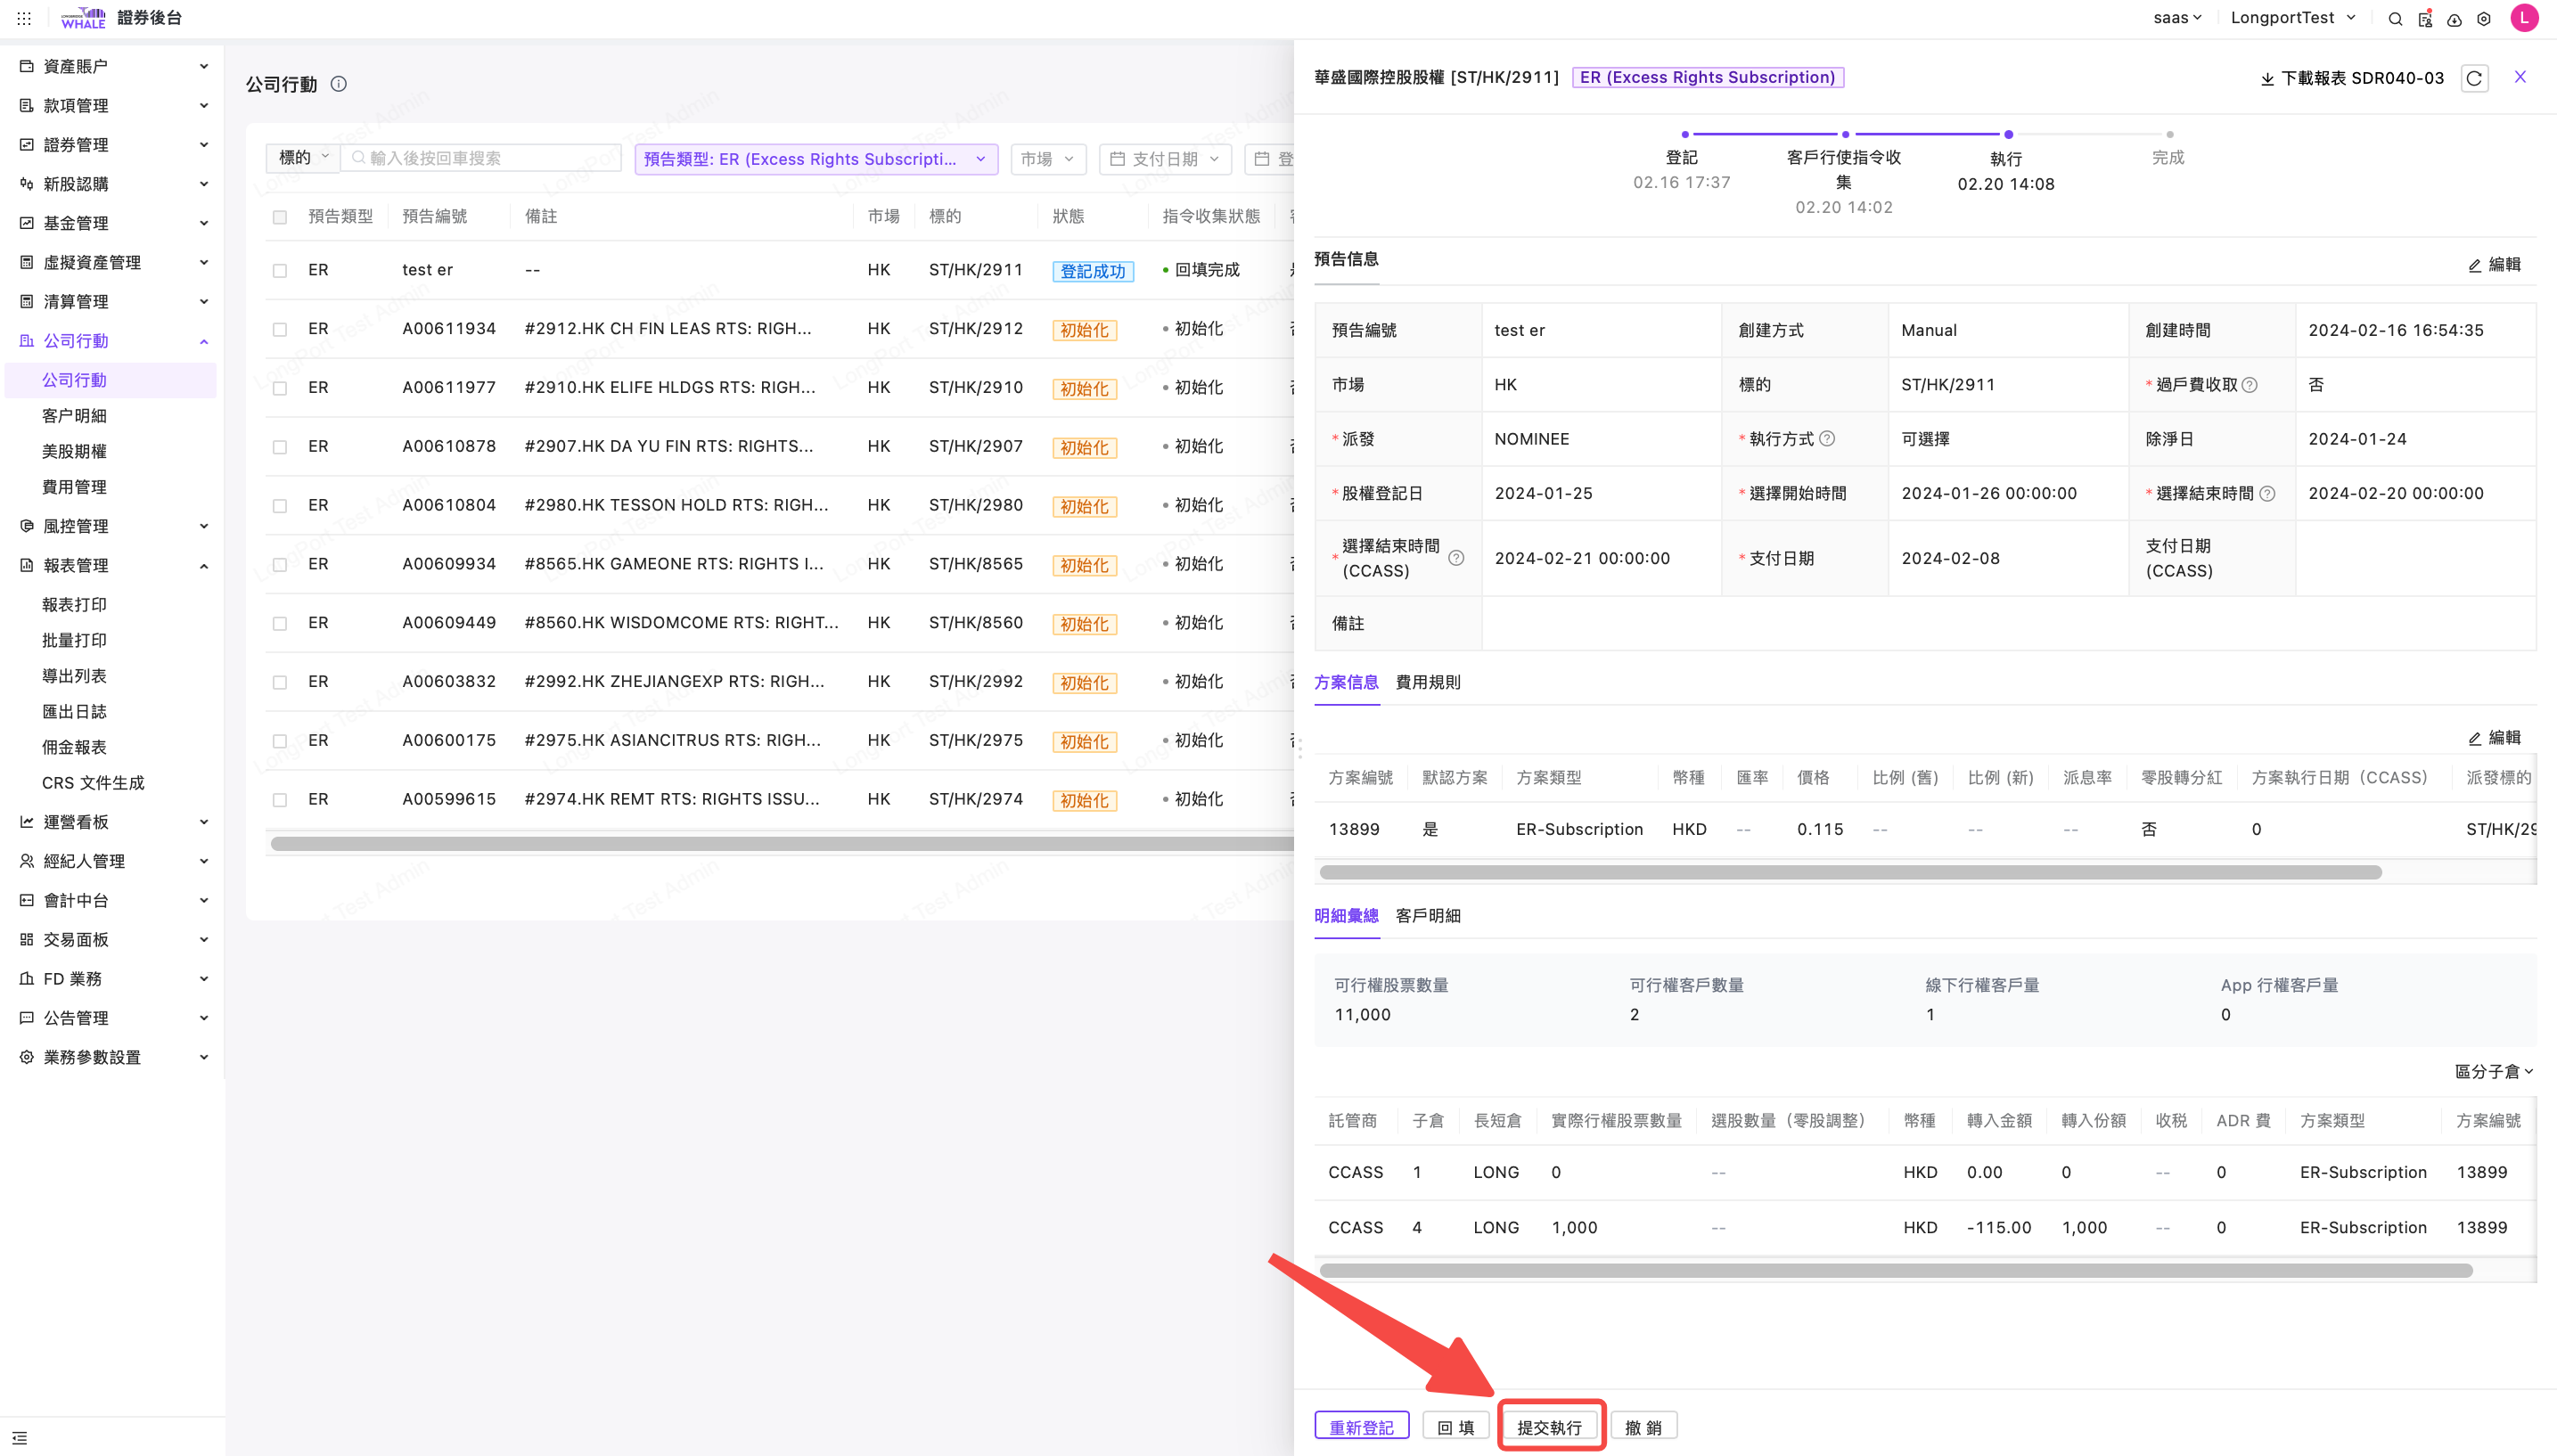 WHALE 證券後台
saas
LongportTest
L
資產賬户
款項管理
證券管理
新股認購
基金管理
虛擬資產管理
清算管理
公司行動
公司行動
客户明細
美股期權
費用管理
風控管理
報表管理
報表打印
批量打印
導出列表
匯出日誌
佣金報表
CRS 文件生成
運營看板
經紀人管理
會計中台
交易面板
FD 業務
公告管理
業務參數設置
公司行動
標的 輸入後按回車搜索 預告類型: ER (Excess Rights Subscripti... 市場 支付日期 登
預告類型 預告編號 備註 市場 標的 狀態 指令收集狀態
ER test er -- HK ST/HK/2911 登記成功 回填完成
ER A00611934 #2912.HK CH FIN LEAS RTS: RIGH... HK ST/HK/2912 初始化 初始化
ER A00611977 #2910.HK ELIFE HLDGS RTS: RIGH... HK ST/HK/2910 初始化 初始化
ER A00610878 #2907.HK DA YU FIN RTS: RIGHTS... HK ST/HK/2907 初始化 初始化
ER A00610804 #2980.HK TESSON HOLD RTS: RIGH... HK ST/HK/2980 初始化 初始化
ER A00609934 #8565.HK GAMEONE RTS: RIGHTS I... HK ST/HK/8565 初始化 初始化
ER A00609449 #8560.HK WISDOMCOME RTS: RIGHT... HK ST/HK/8560 初始化 初始化
ER A00603832 #2992.HK ZHEJIANGEXP RTS: RIGH... HK ST/HK/2992 初始化 初始化
ER A00600175 #2975.HK ASIANCITRUS RTS: RIGH... HK ST/HK/2975 初始化 初始化
ER A00599615 #2974.HK REMT RTS: RIGHTS ISSU... HK ST/HK/2974 初始化 初始化
LongPort Test Admin
華盛國際控股股權 [ST/HK/2911] ER (Excess Rights Subscription) 下載報表 SDR040-03
登記
02.16 17:37
客戶行使指令收
集
02.20 14:02
執行
02.20 14:08
完成
預告信息
編輯
預告編號 test er 創建方式 Manual 創建時間 2024-02-16 16:54:35
市場 HK 標的 ST/HK/2911 * 過戶費收取 否
* 派發 NOMINEE * 執行方式 可選擇 除淨日 2024-01-24
* 股權登記日 2024-01-25 * 選擇開始時間 2024-01-26 00:00:00 * 選擇結束時間 2024-02-20 00:00:00
* 選擇結束時間 (CCASS) 2024-02-21 00:00:00 * 支付日期 2024-02-08 支付日期 (CCASS)
備註
方案信息 費用規則
編輯
方案編號 默認方案 方案類型 幣種 匯率 價格 比例 (舊) 比例 (新) 派息率 零股轉分紅 方案執行日期（CCASS） 派發標的
13899 是 ER-Subscription HKD -- 0.115 -- -- -- 否 0 ST/HK/29
明細彙總 客戶明細
可行權股票數量 可行權客戶數量 線下行權客戶量 App 行權客戶量
11,000 2 1 0
區分子倉
託管商 子倉 長短倉 實際行權股票數量 選股數量（零股調整） 幣種 轉入金額 轉入份額 收税 ADR 費 方案類型 方案編號
CCASS 1 LONG 0 -- HKD 0.00 0 -- 0 ER-Subscription 13899
CCASS 4 LONG 1,000 -- HKD -115.00 1,000 -- 0 ER-Subscription 13899
重新登記 回 填 提交執行 撤 銷